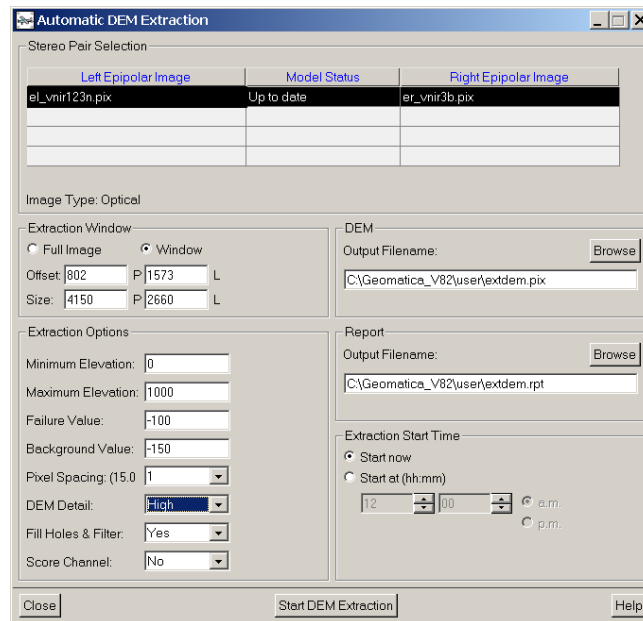 Automatic DEM Extraction
Stereo Pair Selection
Left Epipolar Image Model Status Right Epipolar Image
el_vnir123n.pix Up to date er_vnir3b.pix
Image Type: Optical
Extraction Window
Full Image Window
Offset: 802 P 1573 L
Size: 4150 P 2660 L
DEM
Output Filename: Browse
C:\Geomatica_V82\user\extdem.pix
Extraction Options
Minimum Elevation: 0
Maximum Elevation: 1000
Failure Value: -100
Background Value: -150
Pixel Spacing: (15.0 1
DEM Detail: High
Fill Holes & Filter: Yes
Score Channel: No
Report
Output Filename: Browse
C:\Geomatica_V82\user\extdem.rpt
Extraction Start Time
Start now
Start at (hh:mm)
12 00 a.m.
p.m.
Close Start DEM Extraction Help